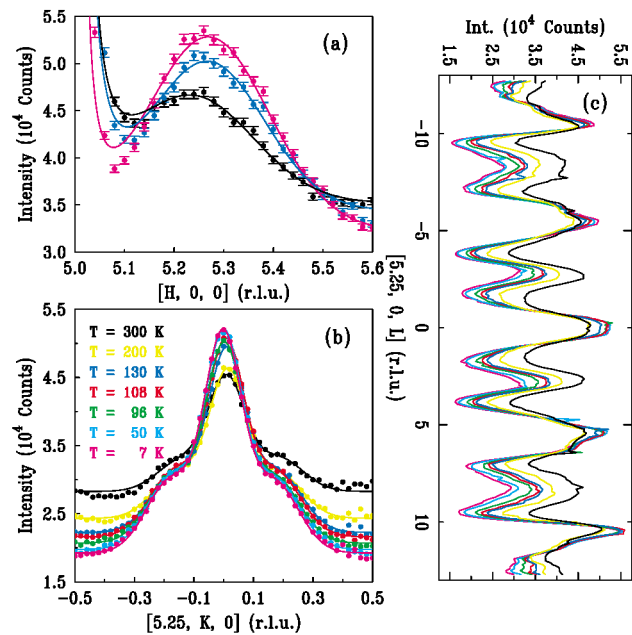 5.5
5.0
4.5
4.0
3.5
3.0
Intensity (10⁴ Counts)
(a)
5.0 5.1 5.2 5.3 5.4 5.5 5.6
[H, 0, 0] (r.l.u.)
5.5
4.5
3.5
2.5
1.5
Intensity (10⁴ Counts)
(b)
T = 300 K
T = 200 K
T = 130 K
T = 108 K
T = 96 K
T = 50 K
T = 7 K
-0.5 -0.3 -0.1 0.1 0.3 0.5
[5.25, K, 0] (r.l.u.)
Int. (10⁴ Counts)
1.5 3.5 4.5 5.5
(c)
-10
-5
0
5
10
[5.25, 0, L] (r.l.u.)